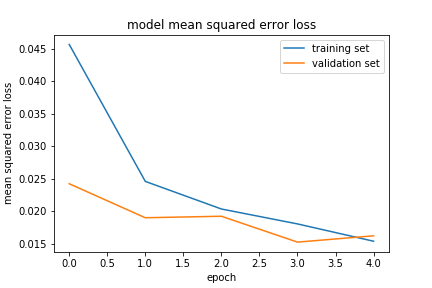 model mean squared error loss
training set
validation set
mean squared error loss
0.045
0.040
0.035
0.030
0.025
0.020
0.015
0.0 0.5 1.0 1.5 2.0 2.5 3.0 3.5 4.0
epoch